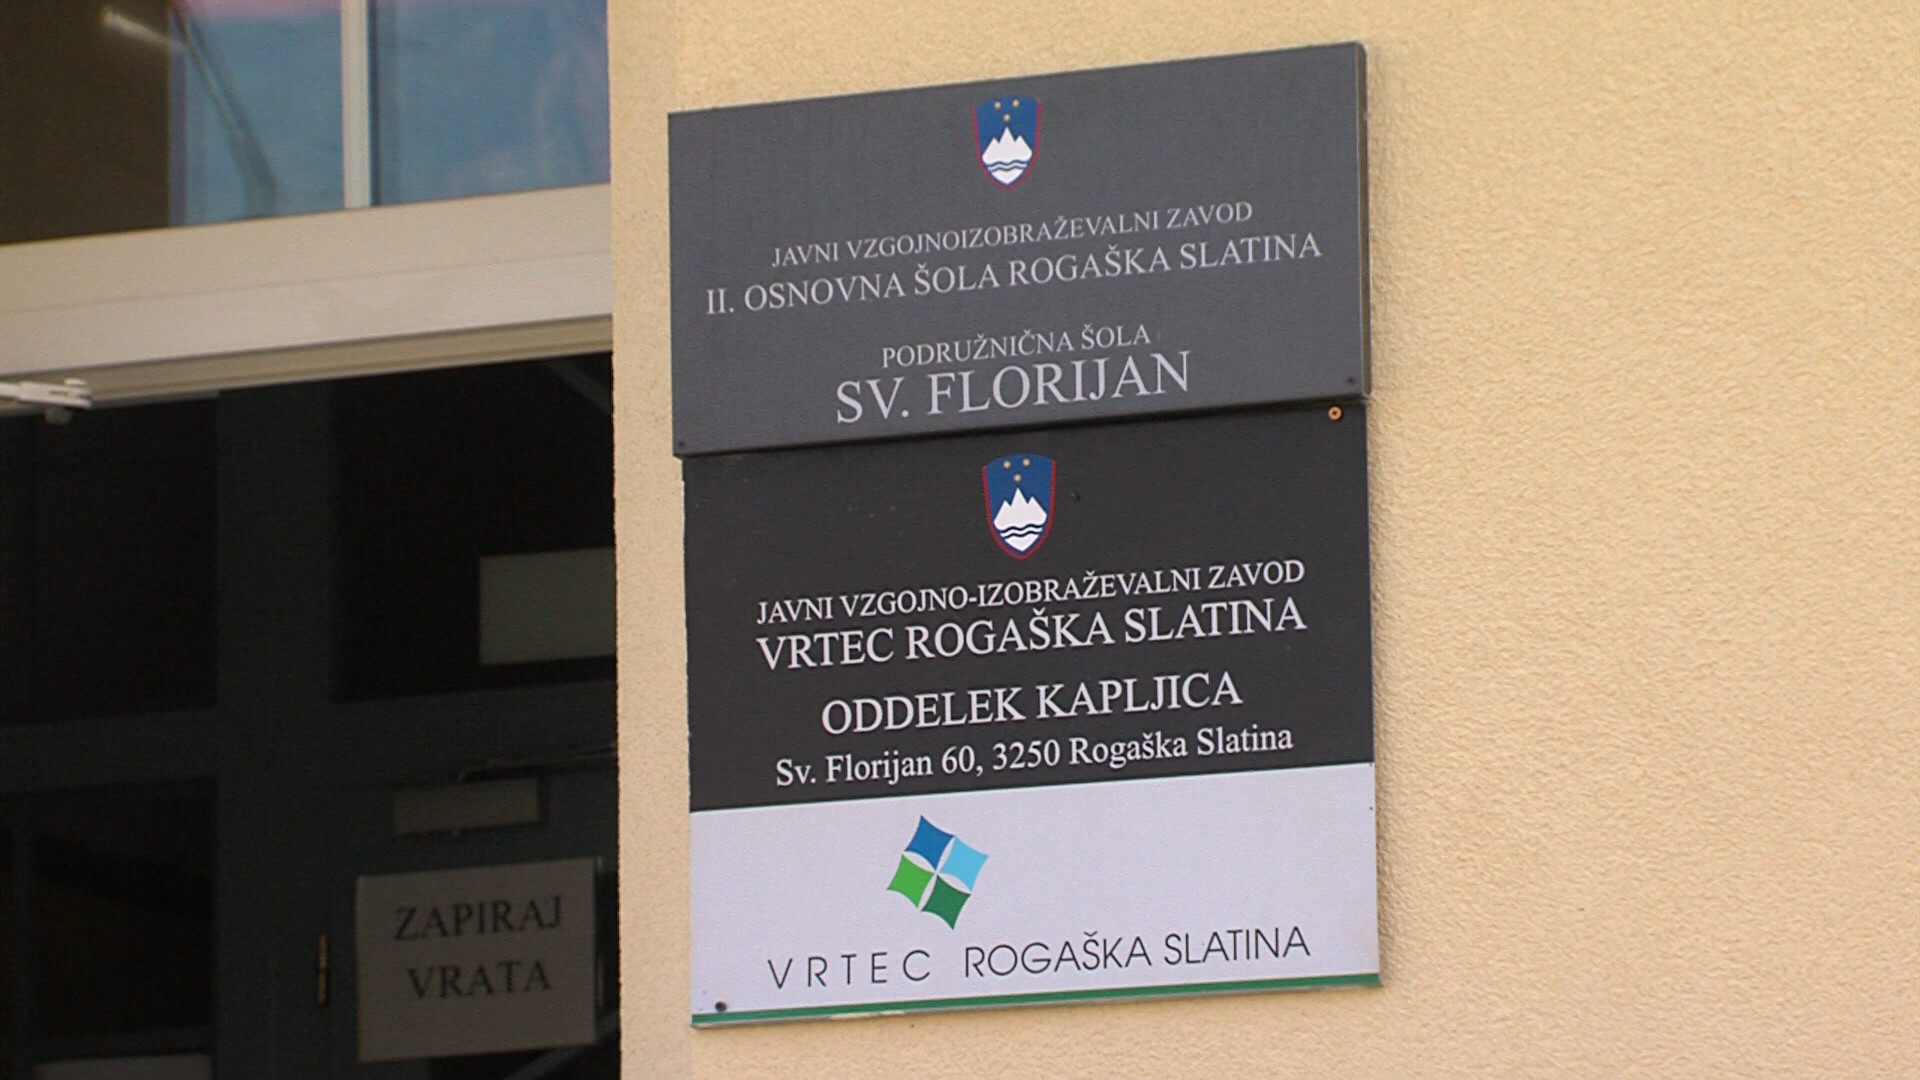 JAVNI VZGOJNOIZOBRAŽEVALNI ZAVOD
II. OSNOVNA ŠOLA ROGAŠKA SLATINA
PODRUŽNIČNA ŠOLA
SV. FLORIJAN
JAVNI VZGOJNO-IZOBRAŽEVALNI ZAVOD
VRTEC ROGAŠKA SLATINA
ODDELEK KAPLJICA
Sv. Florijan 60, 3250 Rogaška Slatina
VRTEC ROGAŠKA SLATINA
ZAPIRAJ
VRATA